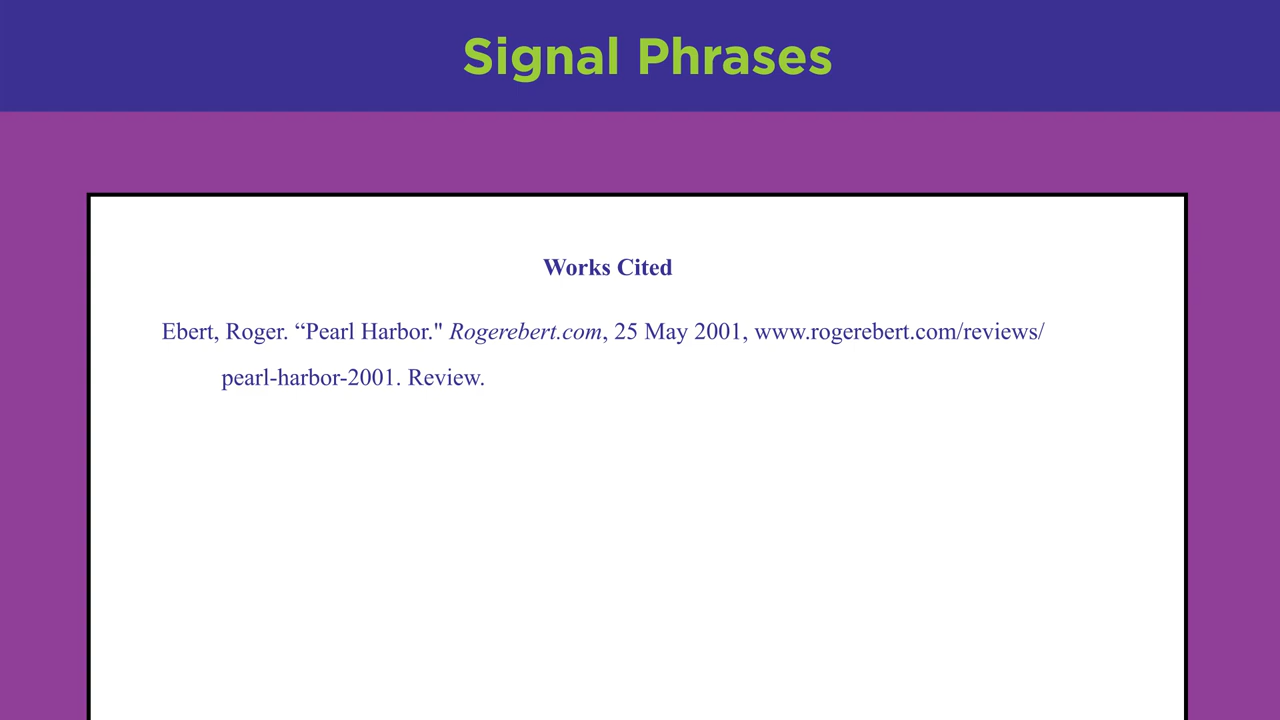 Signal Phrases
Works Cited
Ebert, Roger. “Pearl Harbor." Rogerebert.com, 25 May 2001, www.rogerebert.com/reviews/
pearl-harbor-2001. Review.